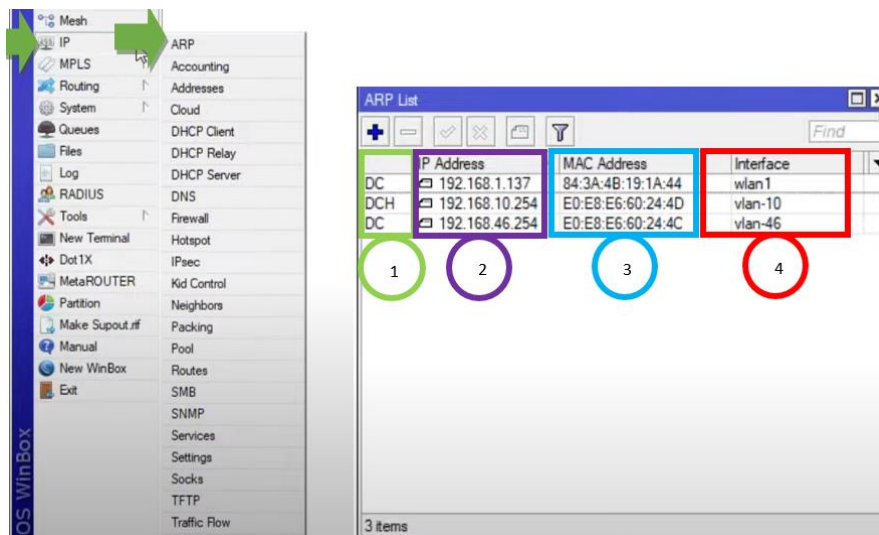 Mesh
IP
MPLS
Routing
System
Queues
Files
Log
RADIUS
Tools
New Terminal
Dot1X
MetaROUTER
Partition
Make Supout.rif
Manual
New WinBox
Exit
OS WinBox
ARP
Accounting
Addresses
Cloud
DHCP Client
DHCP Relay
DHCP Server
DNS
Firewall
Hotspot
IPsec
Kid Control
Neighbors
Packing
Pool
Routes
SMB
SNMP
Services
Settings
Socks
TFTP
Traffic Flow
ARP List
Find
IP Address MAC Address Interface
DC 192.168.1.137 84:3A:4B:19:1A:44 wlan1
DCH 192.168.10.254 E0:E8:E6:60:24:4D vlan-10
DC 192.168.46.254 E0:E8:E6:60:24:4C vlan-46
1 2 3 4
3 items